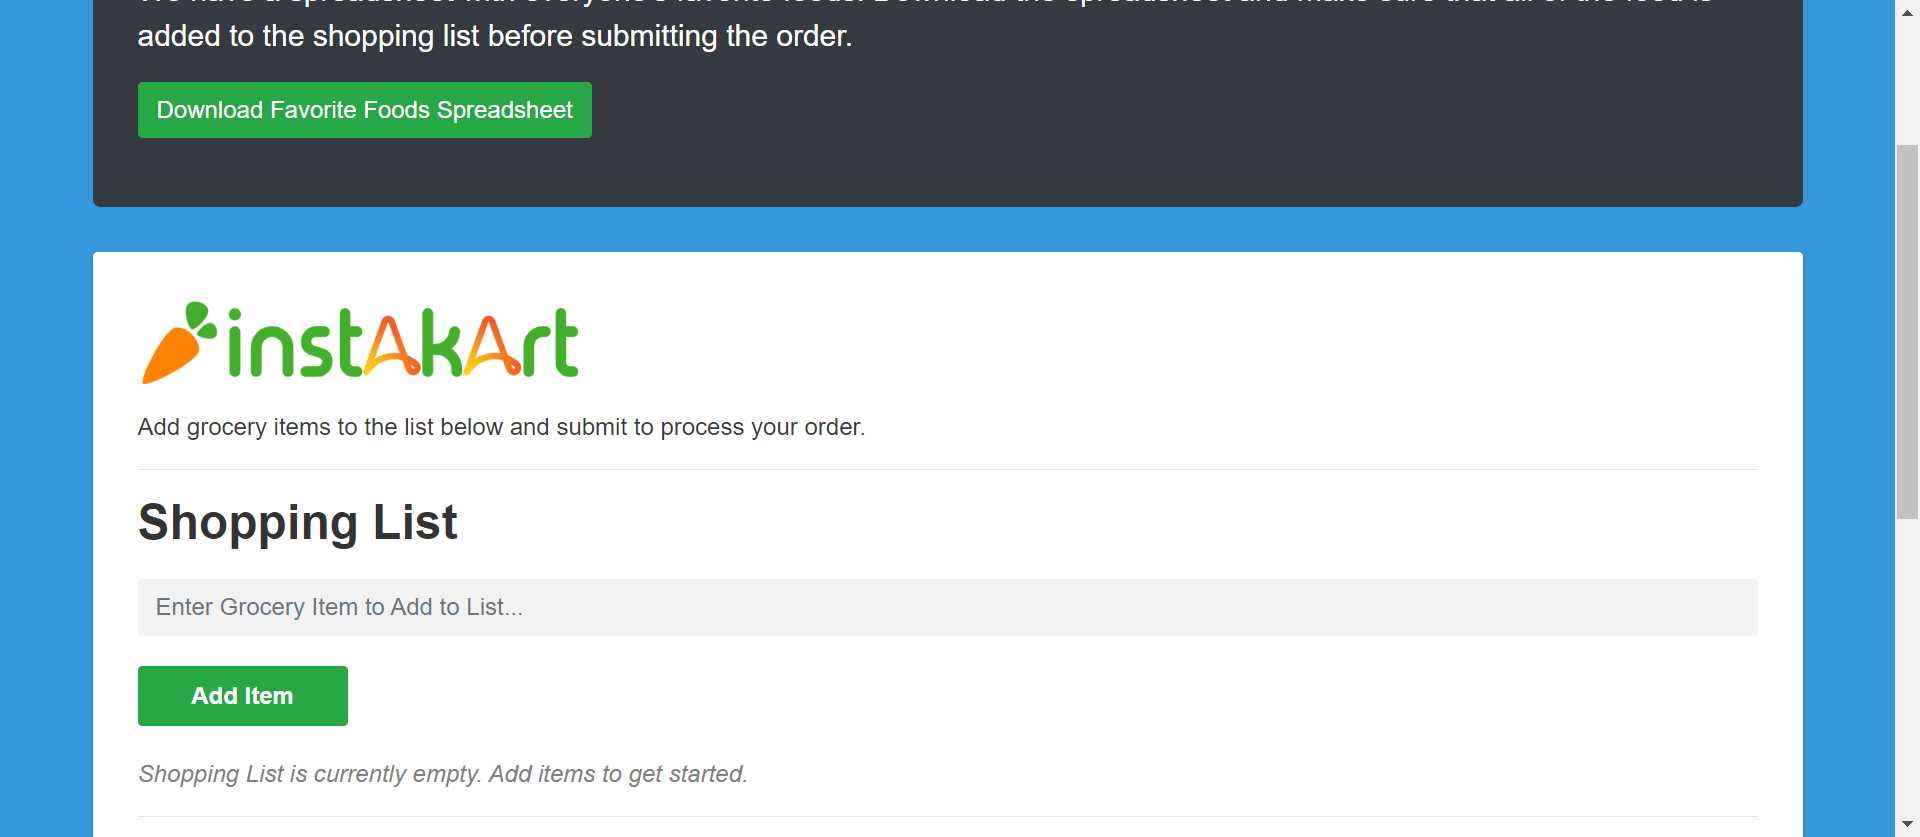 added to the shopping list before submitting the order.
Download Favorite Foods Spreadsheet
instAkArt
Add grocery items to the list below and submit to process your order.
Shopping List
Enter Grocery Item to Add to List...
Add Item
Shopping List is currently empty. Add items to get started.